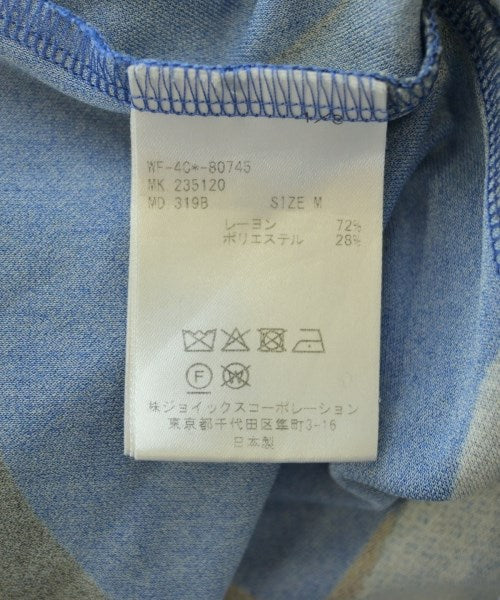 WF-4C*-80745
MK 235120
MD 319B SIZE M
レーヨン 72%
ポリエステル 28%
F
W
株ジョイックスコーポレーション
東京都千代田区隼町3-16
日本製